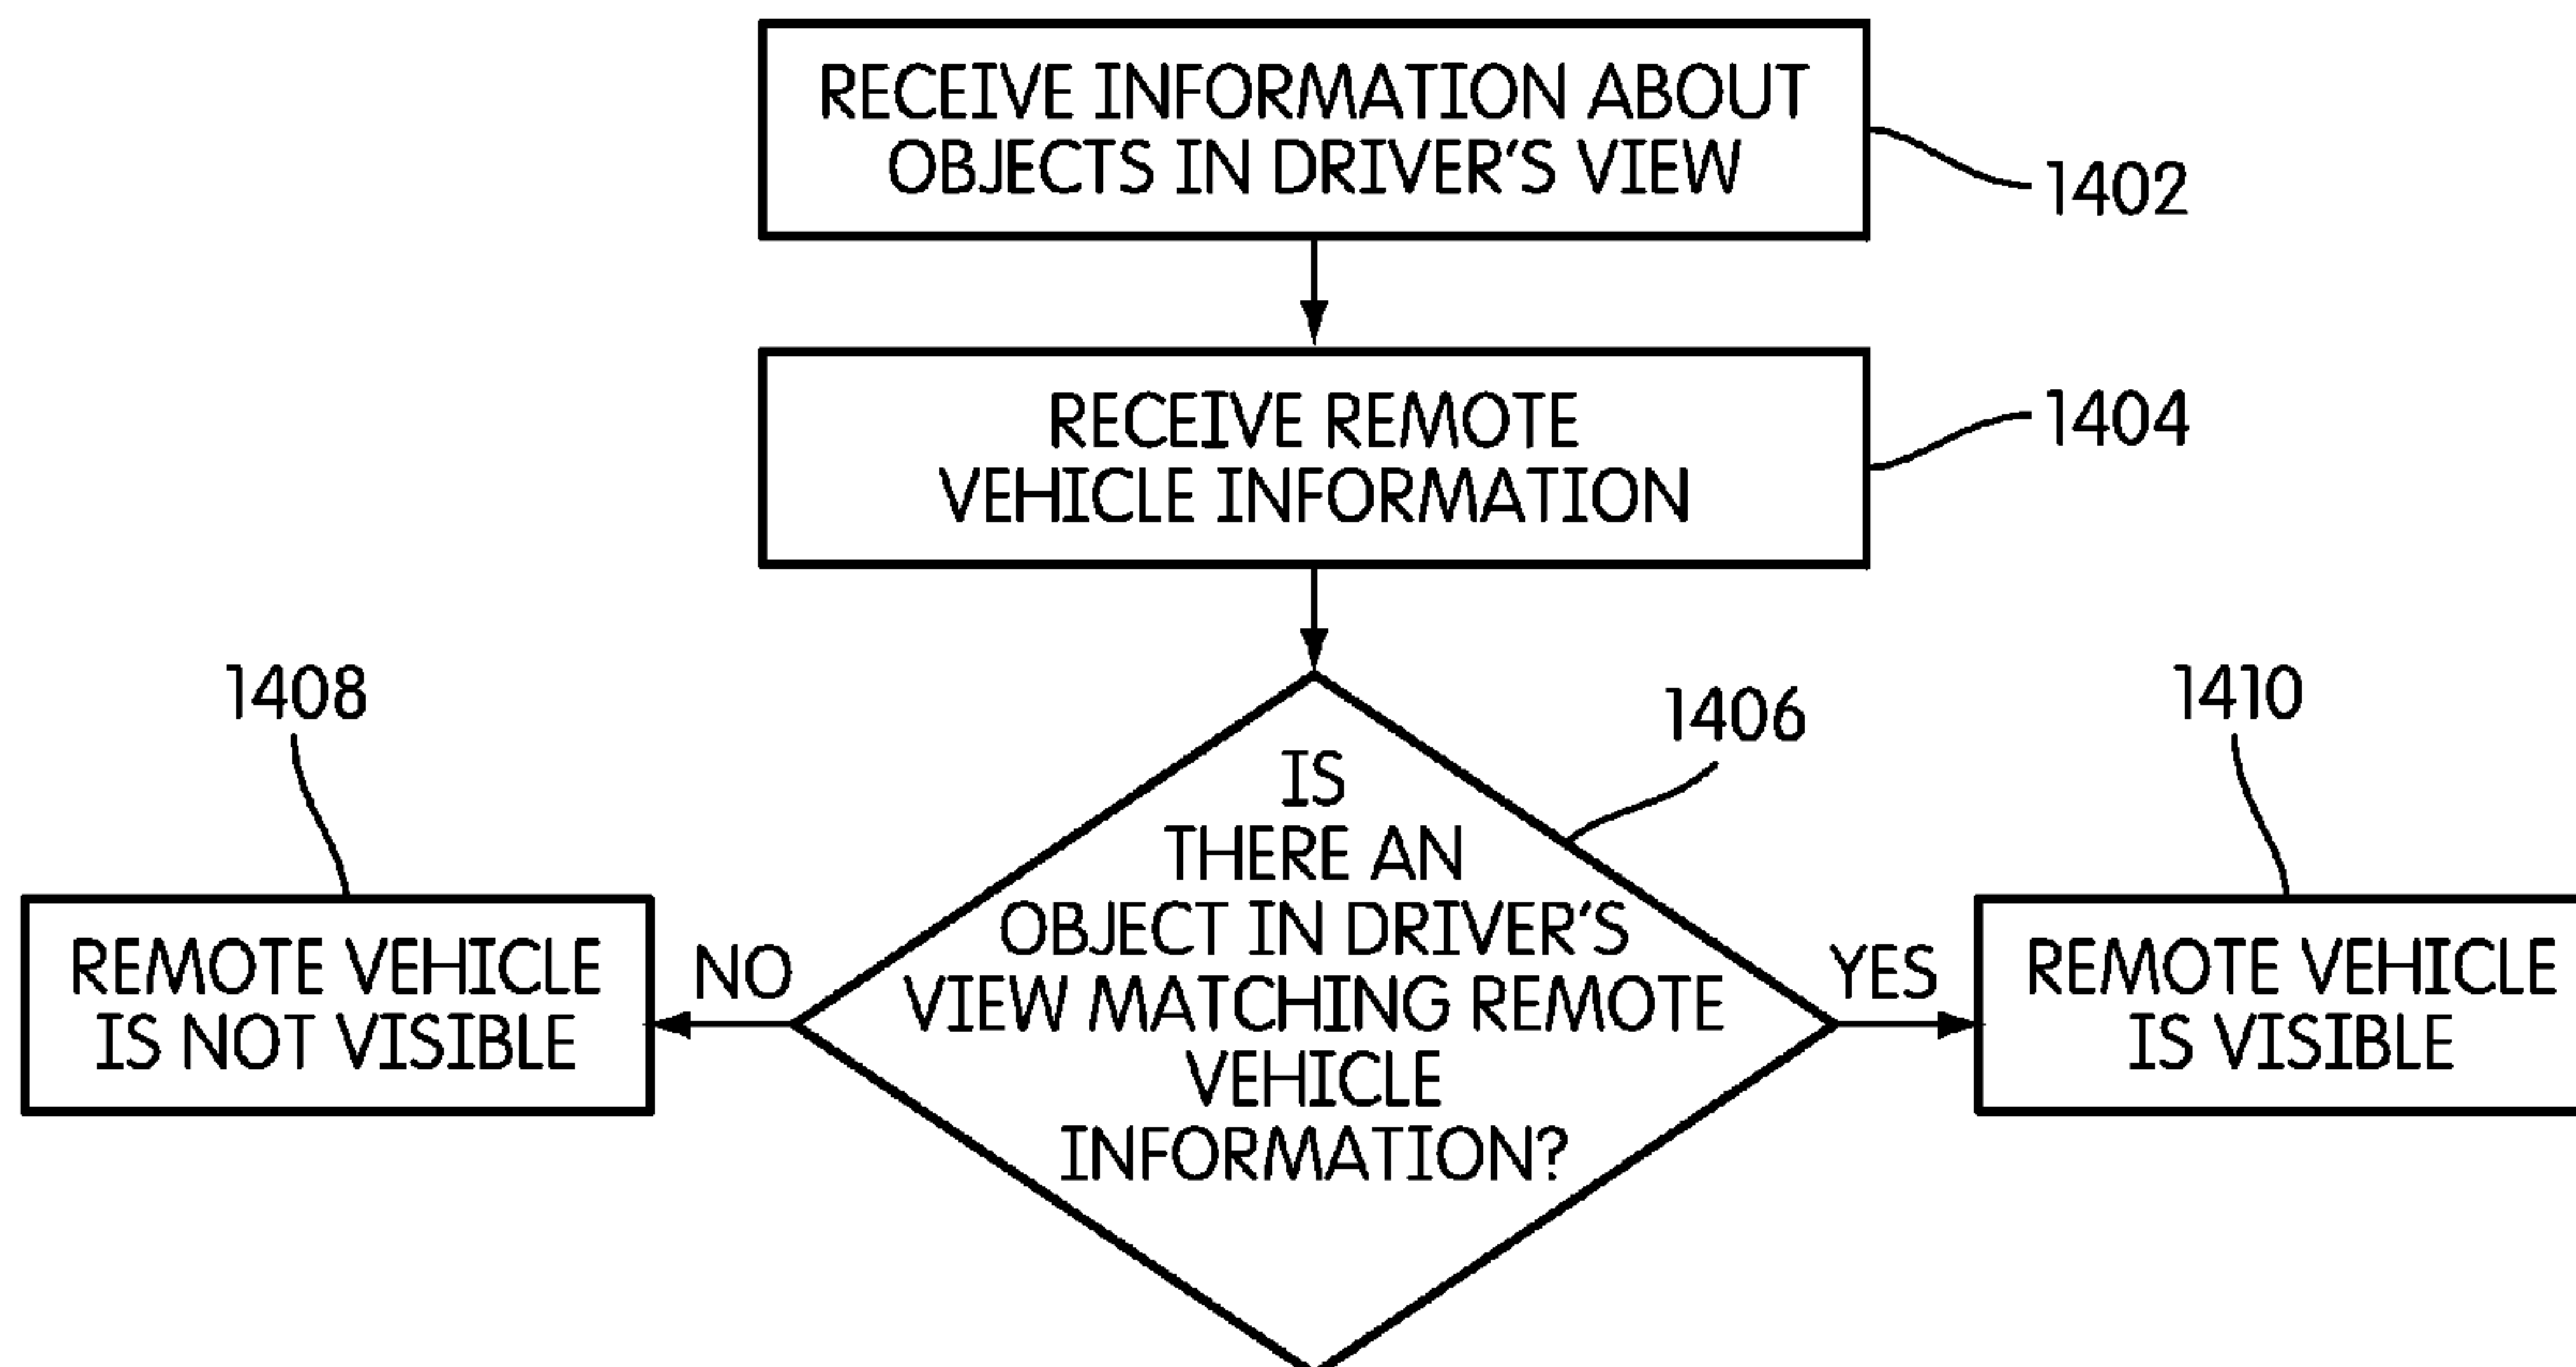 RECEIVE INFORMATION ABOUT
OBJECTS IN DRIVER'S VIEW
1402
RECEIVE REMOTE
VEHICLE INFORMATION
1404
1406
IS
THERE AN
OBJECT IN DRIVER'S
VIEW MATCHING REMOTE
VEHICLE
INFORMATION?
NO
1408
REMOTE VEHICLE
IS NOT VISIBLE
YES
1410
REMOTE VEHICLE
IS VISIBLE